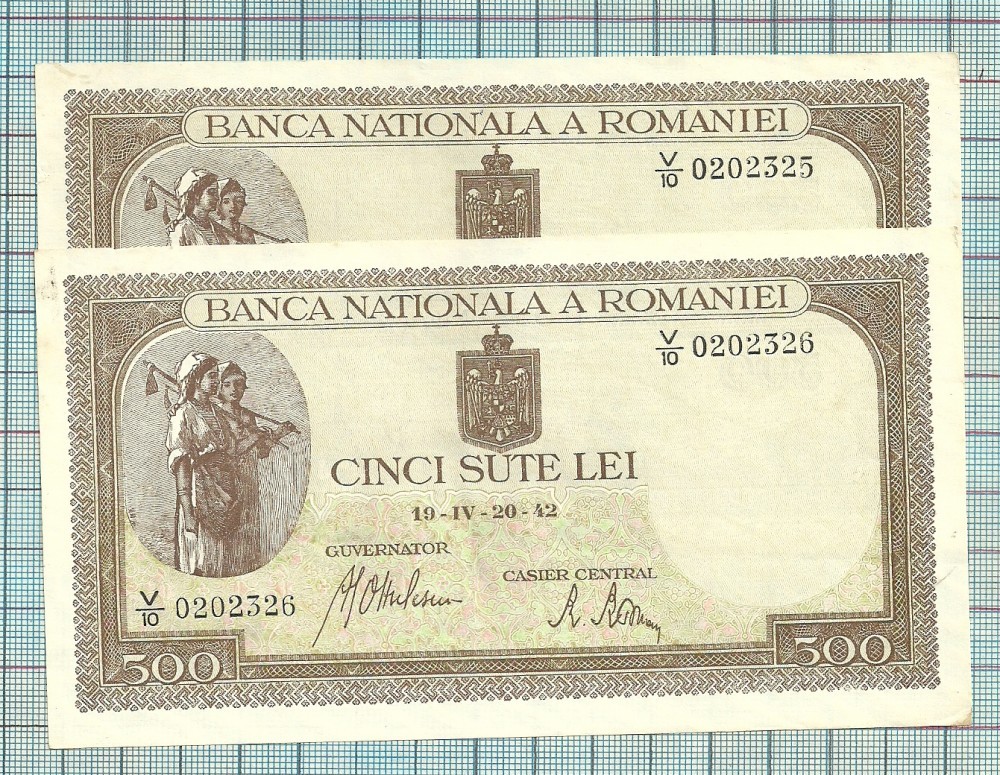 BANCA NATIONALA A ROMANIEI
V/10 0202325
BANCA NATIONALA A ROMANIEI
V/10 0202326
CINCI SUTE LEI
19-IV-20-42
GUVERNATOR
CASIER CENTRAL
V/10 0202326
500
500